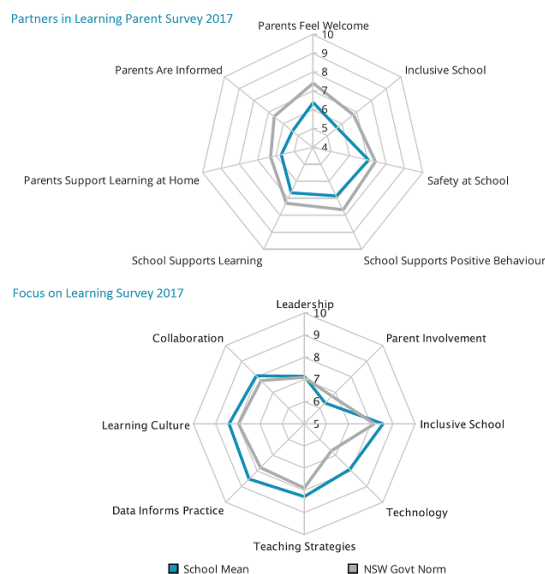 Partners in Learning Parent Survey 2017
Parents Feel Welcome
10
9
8
7
6
5
4
Parents Are Informed
Inclusive School
Parents Support Learning at Home
Safety at School
School Supports Learning
School Supports Positive Behaviour
Focus on Learning Survey 2017
Leadership
10
9
8
7
6
5
Collaboration
Parent Involvement
Learning Culture
Inclusive School
Data Informs Practice
Technology
Teaching Strategies
School Mean
NSW Govt Norm